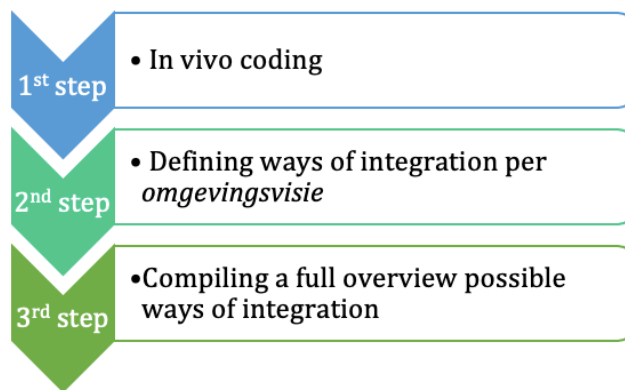 1st step
• In vivo coding
2nd step
• Defining ways of integration per
omgevingsvisie
3rd step
•Compiling a full overview possible
ways of integration